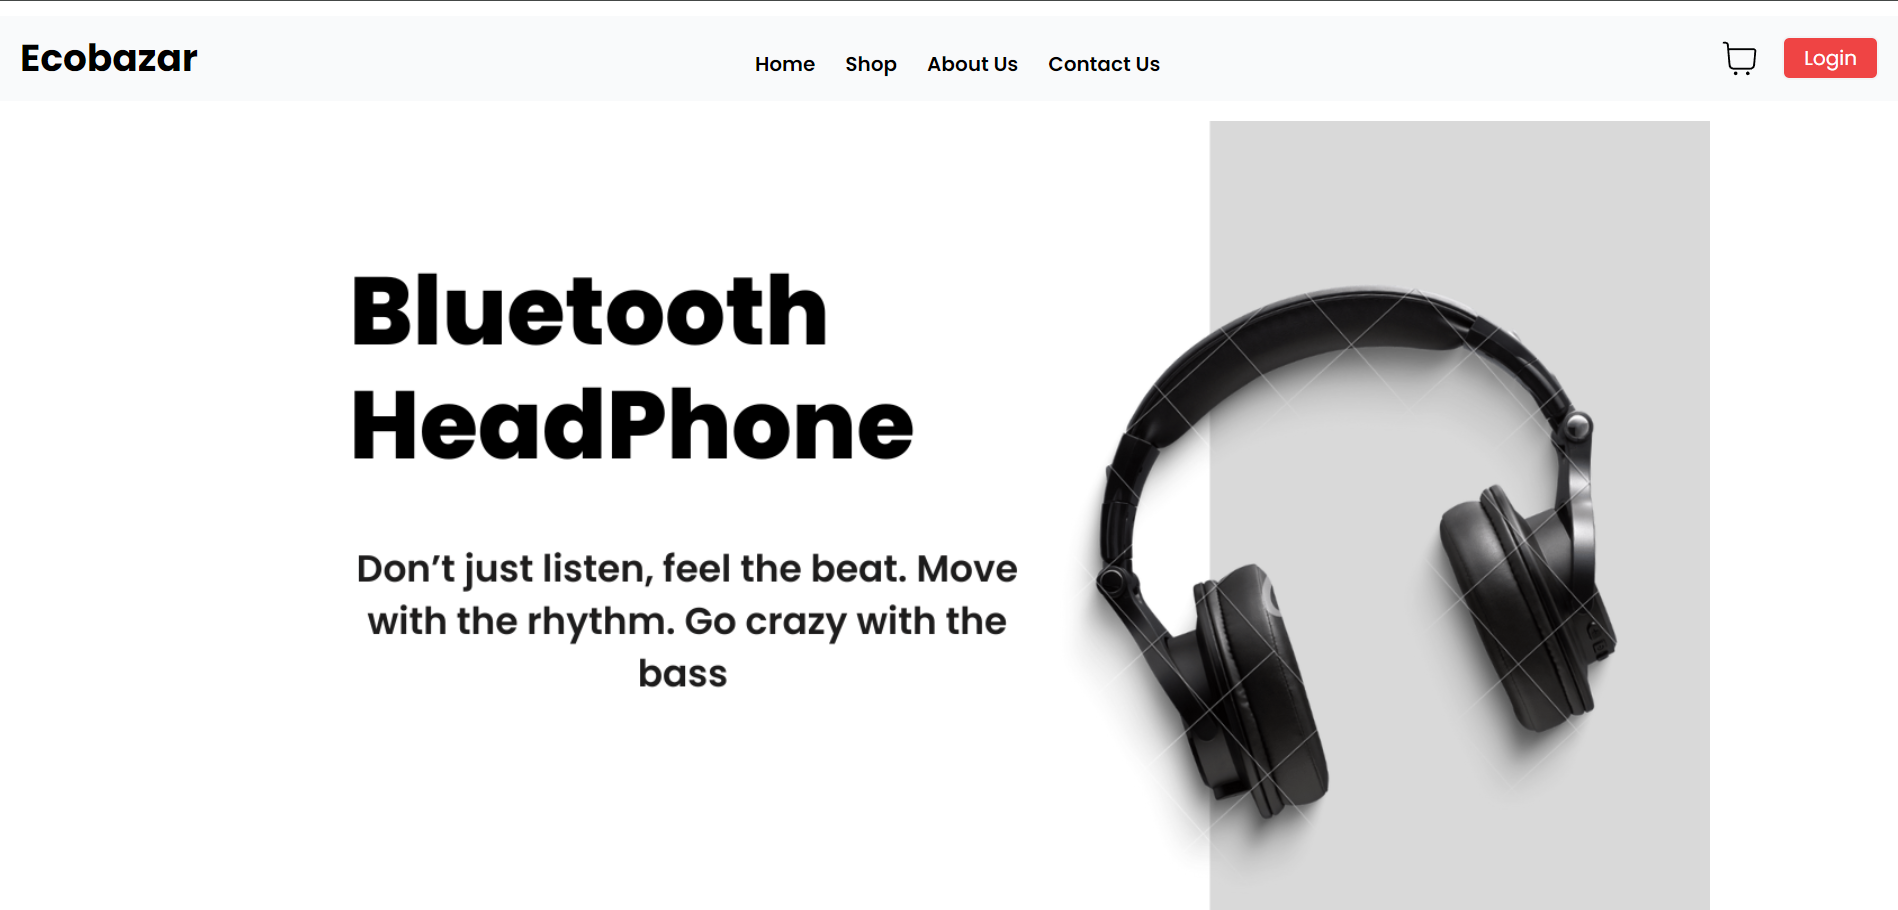 Ecobazar
Home Shop About Us Contact Us
Login
Bluetooth
HeadPhone
Don’t just listen, feel the beat. Move
with the rhythm. Go crazy with the
bass